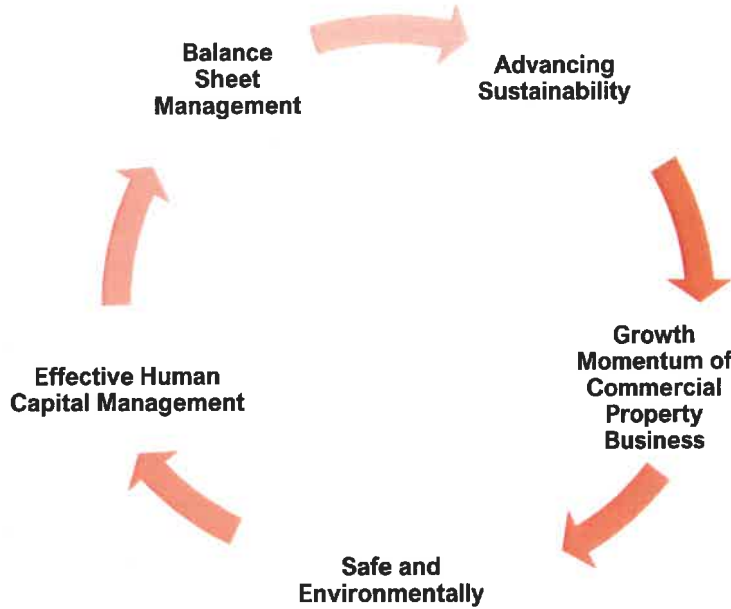 Balance
Sheet
Management
Advancing
Sustainability
Growth
Momentum of
Commercial
Property
Business
Safe and
Environmentally
Effective Human
Capital Management